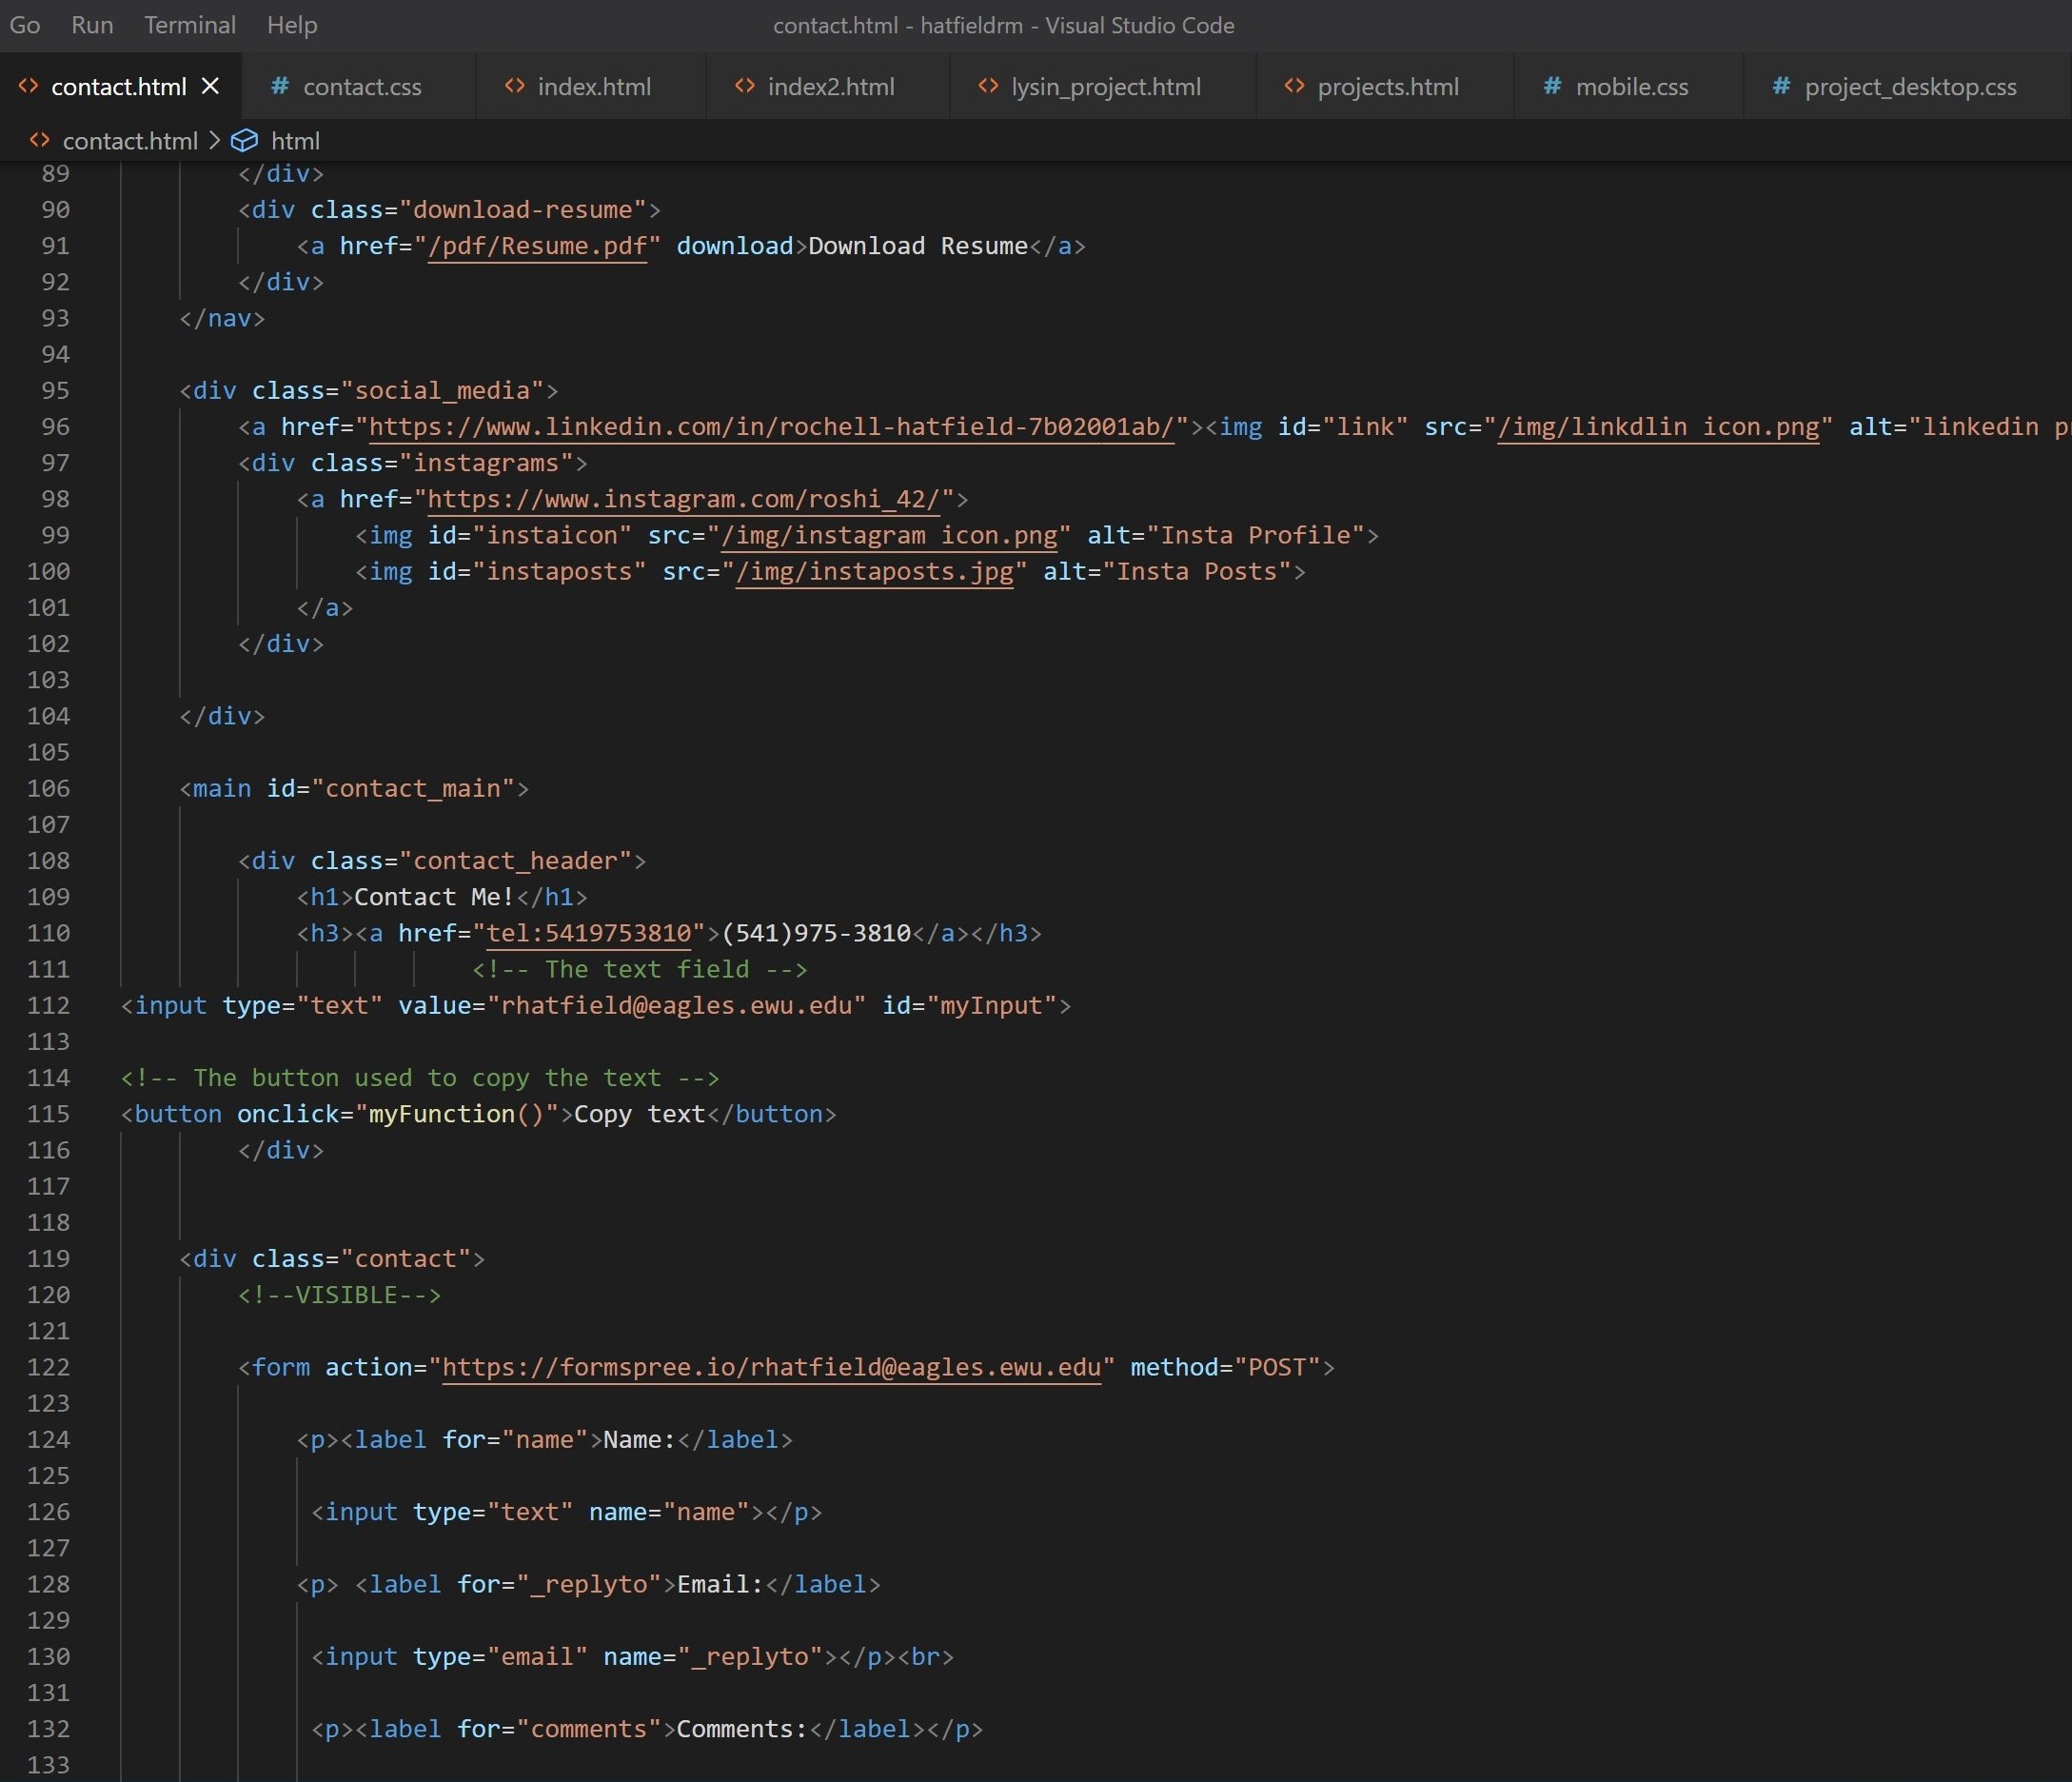 Go Run Terminal Help contact.html - hatfieldrm - Visual Studio Code
contact.html contact.css index.html index2.html lysin_project.html projects.html mobile.css project_desktop.css
contact.html > html
89 </div>
90 <div class="download-resume">
91 <a href="/pdf/Resume.pdf" download>Download Resume</a>
92 </div>
93 </nav>
94
95 <div class="social_media">
96 <a href="https://www.linkedin.com/in/rochell-hatfield-7b02001ab/"><img id="link" src="/img/linkdlin icon.png" alt="linkedin p
97 <div class="instagrams">
98 <a href="https://www.instagram.com/roshi_42/">
99 <img id="instaicon" src="/img/instagram icon.png" alt="Insta Profile">
100 <img id="instaposts" src="/img/instaposts.jpg" alt="Insta Posts">
101 </a>
102 </div>
103
104 </div>
105
106 <main id="contact_main">
107
108 <div class="contact_header">
109 <h1>Contact Me!</h1>
110 <h3><a href="tel:5419753810">(541)975-3810</a></h3>
111 <!-- The text field -->
112 <input type="text" value="rhatfield@eagles.ewu.edu" id="myInput">
113
114 <!-- The button used to copy the text -->
115 <button onclick="myFunction()">Copy text</button>
116 </div>
117
118
119 <div class="contact">
120 <!--VISIBLE-->
121
122 <form action="https://formspree.io/rhatfield@eagles.ewu.edu" method="POST">
123
124 <p><label for="name">Name:</label>
125
126 <input type="text" name="name"></p>
127
128 <p> <label for="_replyto">Email:</label>
129
130 <input type="email" name="_replyto"></p><br>
131
132 <p><label for="comments">Comments:</label></p>
133